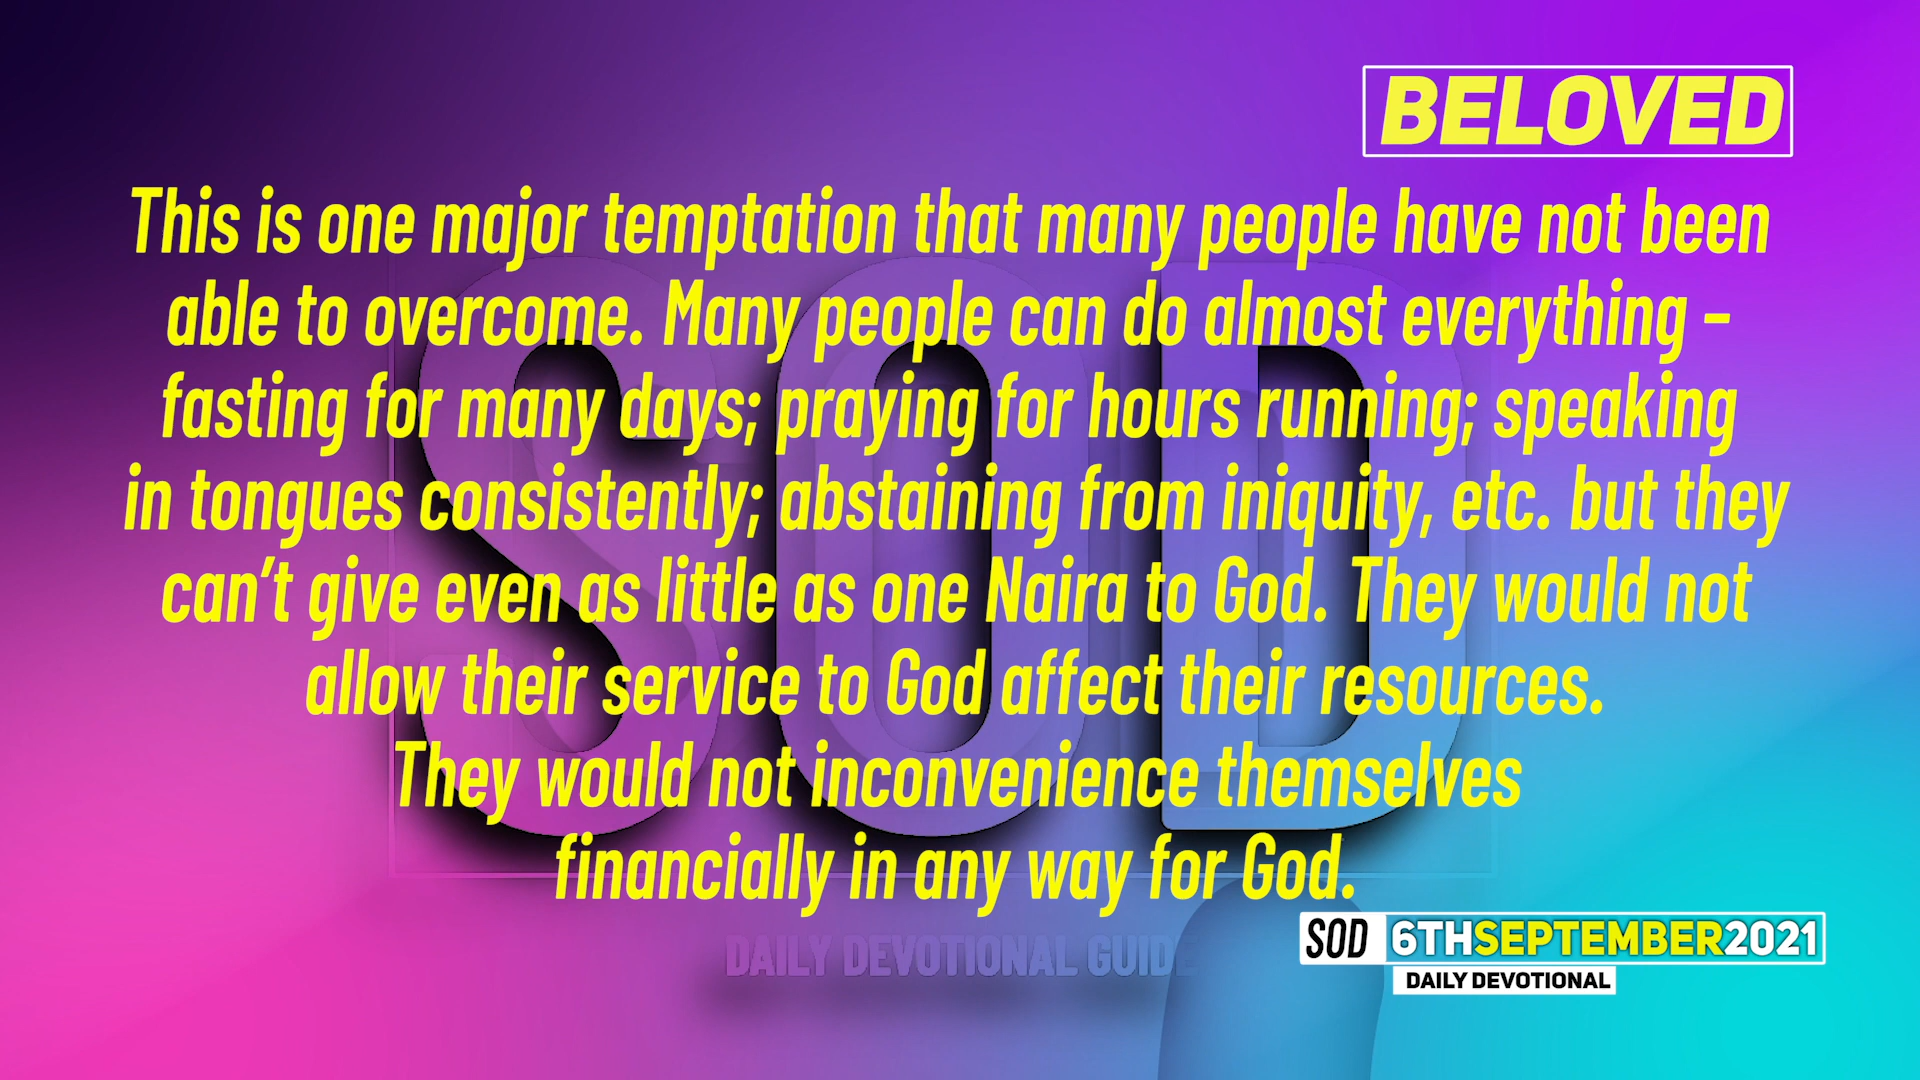 BELOVED
This is one major temptation that many people have not been
able to overcome. Many people can do almost everything –
fasting for many days; praying for hours running; speaking
in tongues consistently; abstaining from iniquity, etc. but they
can’t give even as little as one Naira to God. They would not
allow their service to God affect their resources.
They would not inconvenience themselves
financially in any way for God.
SOD
DAILY DEVOTIONAL GUIDE
SOD 6THSEPTEMBER2021
DAILY DEVOTIONAL